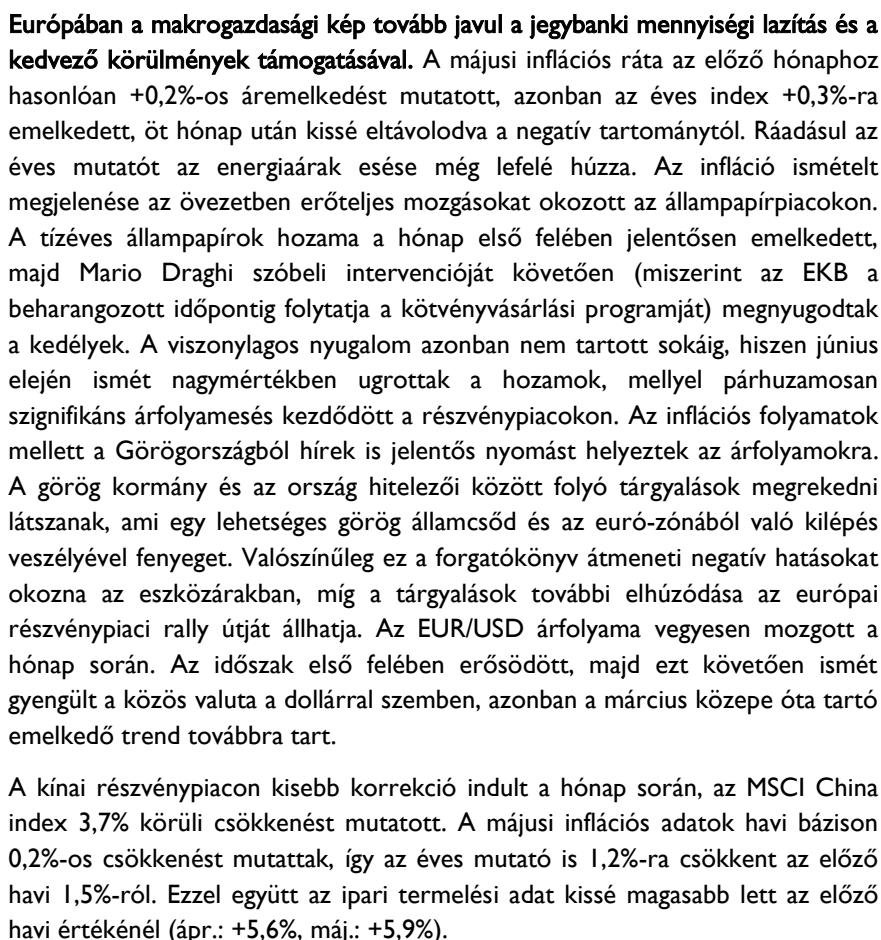 Európában a makrogazdasági kép tovább javul a jegybanki mennyiségi lazítás és a
kedvező körülmények támogatásával. A májusi inflációs ráta az előző hónaphoz
hasonlóan +0,2%-os áremelkedést mutatott, azonban az éves index +0,3%-ra
emelkedett, öt hónap után kissé eltávolodva a negatív tartománytól. Ráadásul az
éves mutatót az energiaárak esése még lefelé húzza. Az infláció ismételt
megjelenése az övezetben erőteljes mozgásokat okozott az állampapírpiacokon.
A tízéves állampapírok hozama a hónap első felében jelentősen emelkedett,
majd Mario Draghi szóbeli intervencióját követően (miszerint az EKB a
beharangozott időpontig folytatja a kötvényvásárlási programját) megnyugodtak
a kedélyek. A viszonylagos nyugalom azonban nem tartott sokáig, hiszen június
elején ismét nagymértékben ugrottak a hozamok, mellyel párhuzamosan
szignifikáns árfolyamesés kezdődött a részvénypiacokon. Az inflációs folyamatok
mellett a Görögországból hírek is jelentős nyomást helyeztek az árfolyamokra.
A görög kormány és az ország hitelezői között folyó tárgyalások megrekedni
látszanak, ami egy lehetséges görög államcsőd és az euró-zónából való kilépés
veszélyével fenyeget. Valószínűleg ez a forgatókönyv átmeneti negatív hatásokat
okozna az eszközárakban, míg a tárgyalások további elhúzódása az európai
részvénypiaci rally útját állhatja. Az EUR/USD árfolyama vegyesen mozgott a
hónap során. Az időszak első felében erősödött, majd ezt követően ismét
gyengült a közös valuta a dollárral szemben, azonban a március közepe óta tartó
emelkedő trend továbbra tart.
A kínai részvénypiacon kisebb korrekció indult a hónap során, az MSCI China
index 3,7% körüli csökkenést mutatott. A májusi inflációs adatok havi bázison
0,2%-os csökkenést mutattak, így az éves mutató is 1,2%-ra csökkent az előző
havi 1,5%-ról. Ezzel együtt az ipari termelési adat kissé magasabb lett az előző
havi értékénél (ápr.: +5,6%, máj.: +5,9%).